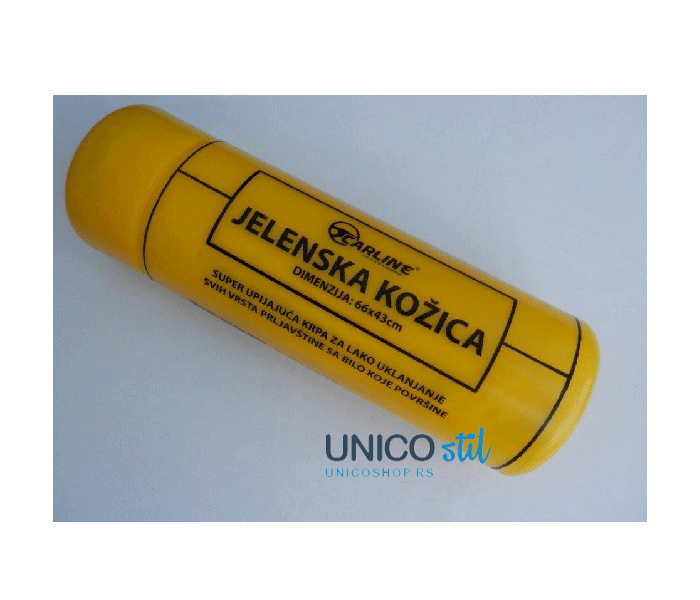 CARLINE®
JELENSKA KOŽICA
DIMENZIJA: 66x43cm
SUPER UPIJAJUĆA KRPA ZA LAKO UKLANJANJE
SVIH VRSTA PRLJAVŠTINE SA BILO KOJE POVRŠINE
UNICO stil
UNICOSHOP.RS